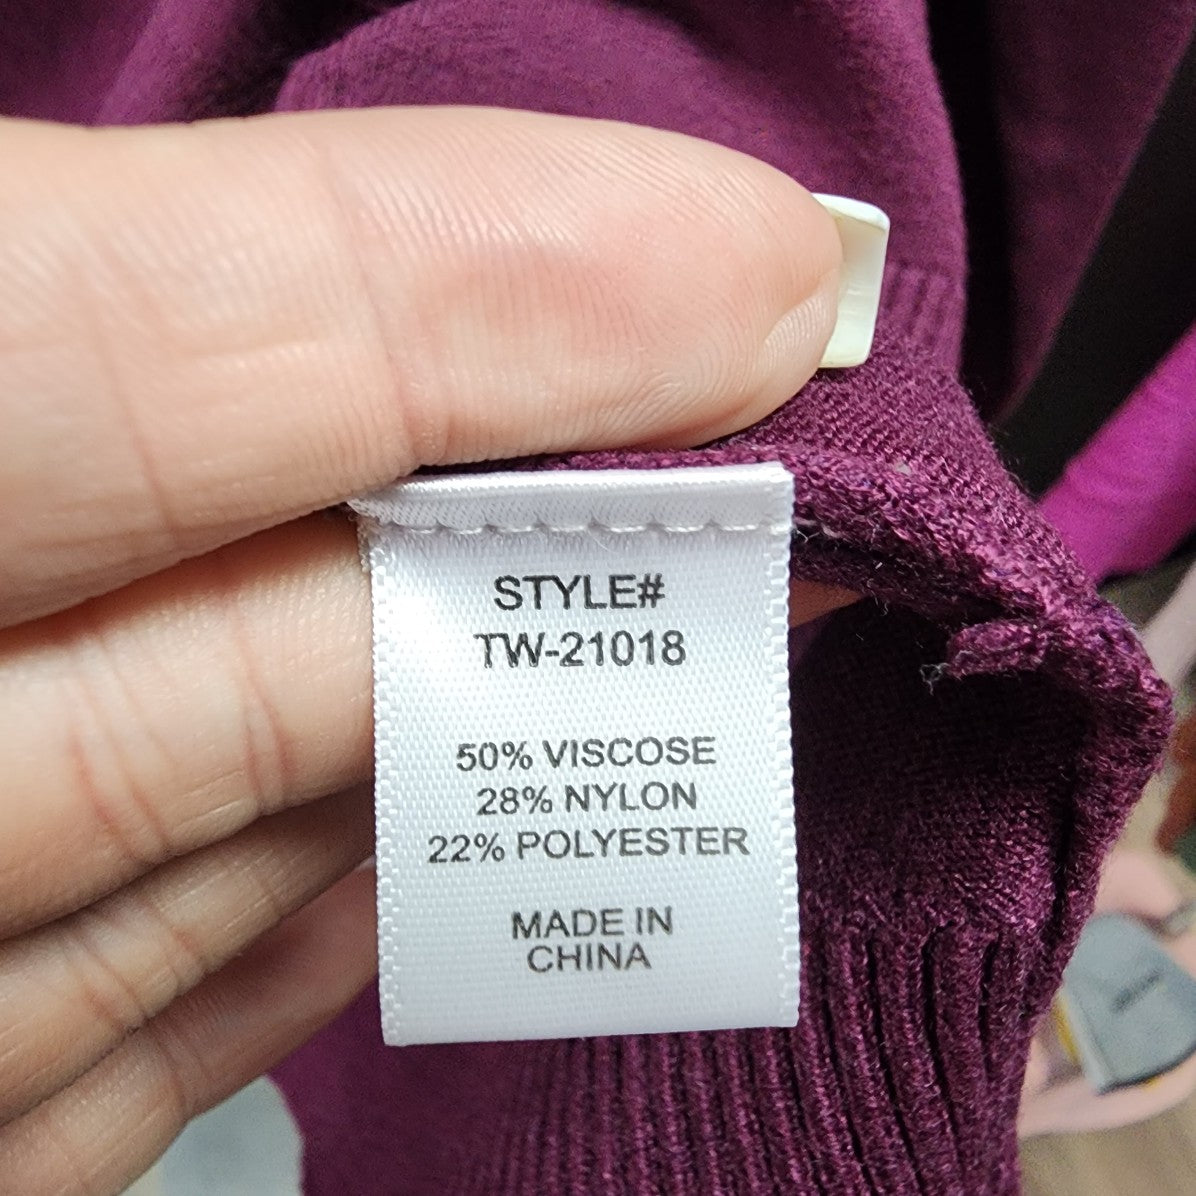 STYLE#
TW-21018
50% VISCOSE
28% NYLON
22% POLYESTER
MADE IN
CHINA